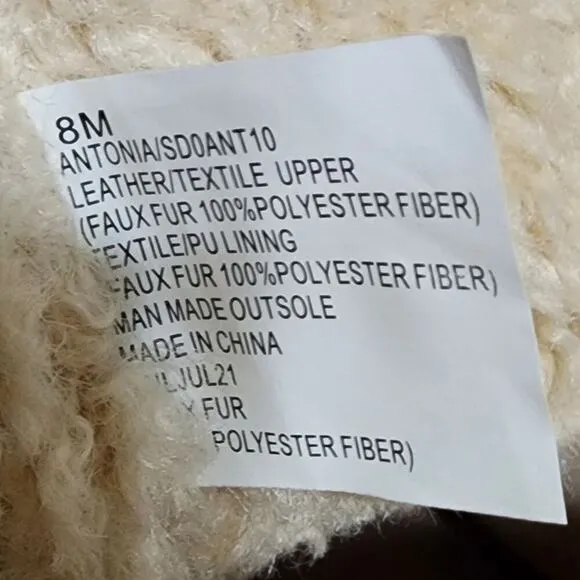 8M
ANTONIA/SD0ANT10
LEATHER/TEXTILE UPPER
(FAUX FUR 100%POLYESTER FIBER)
TEXTILE/PU LINING
FAUX FUR 100%POLYESTER FIBER)
MAN MADE OUTSOLE
MADE IN CHINA
JUL21
FUR
POLYESTER FIBER)